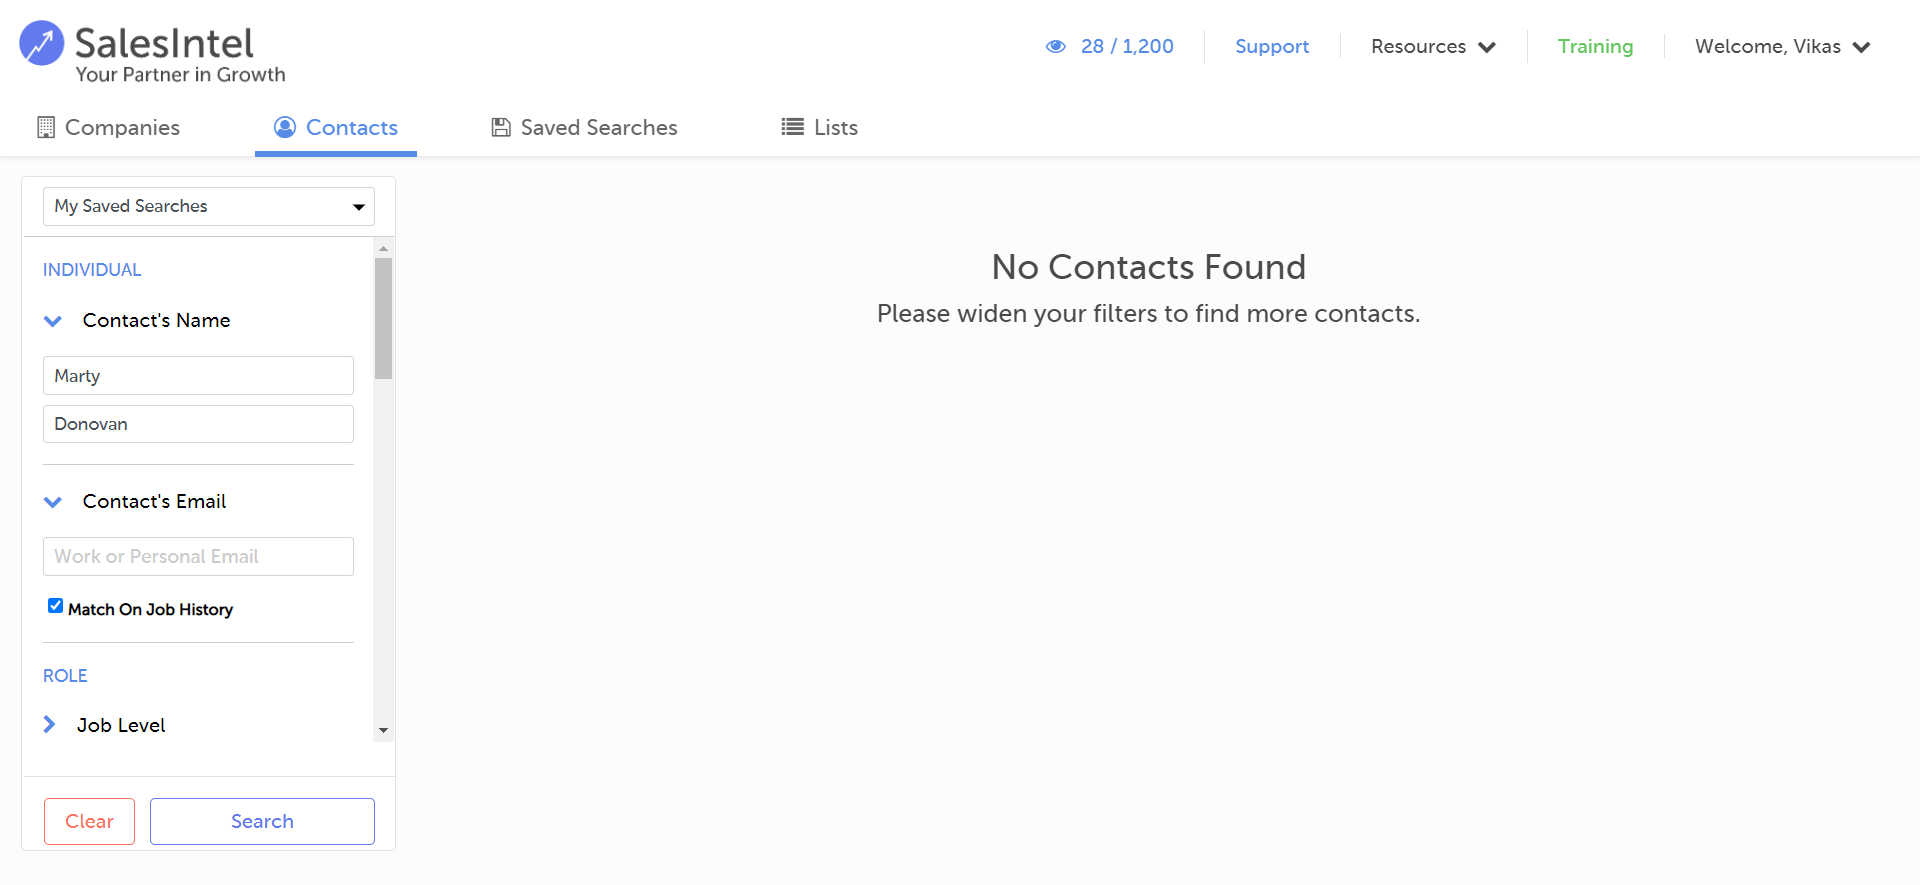 SalesIntel
Your Partner in Growth
28 / 1,200
Support
Resources
Training
Welcome, Vikas
Companies
Contacts
Saved Searches
Lists
My Saved Searches
INDIVIDUAL
Contact's Name
Marty
Donovan
Contact's Email
Work or Personal Email
Match On Job History
ROLE
Job Level
Clear
Search
No Contacts Found
Please widen your filters to find more contacts.